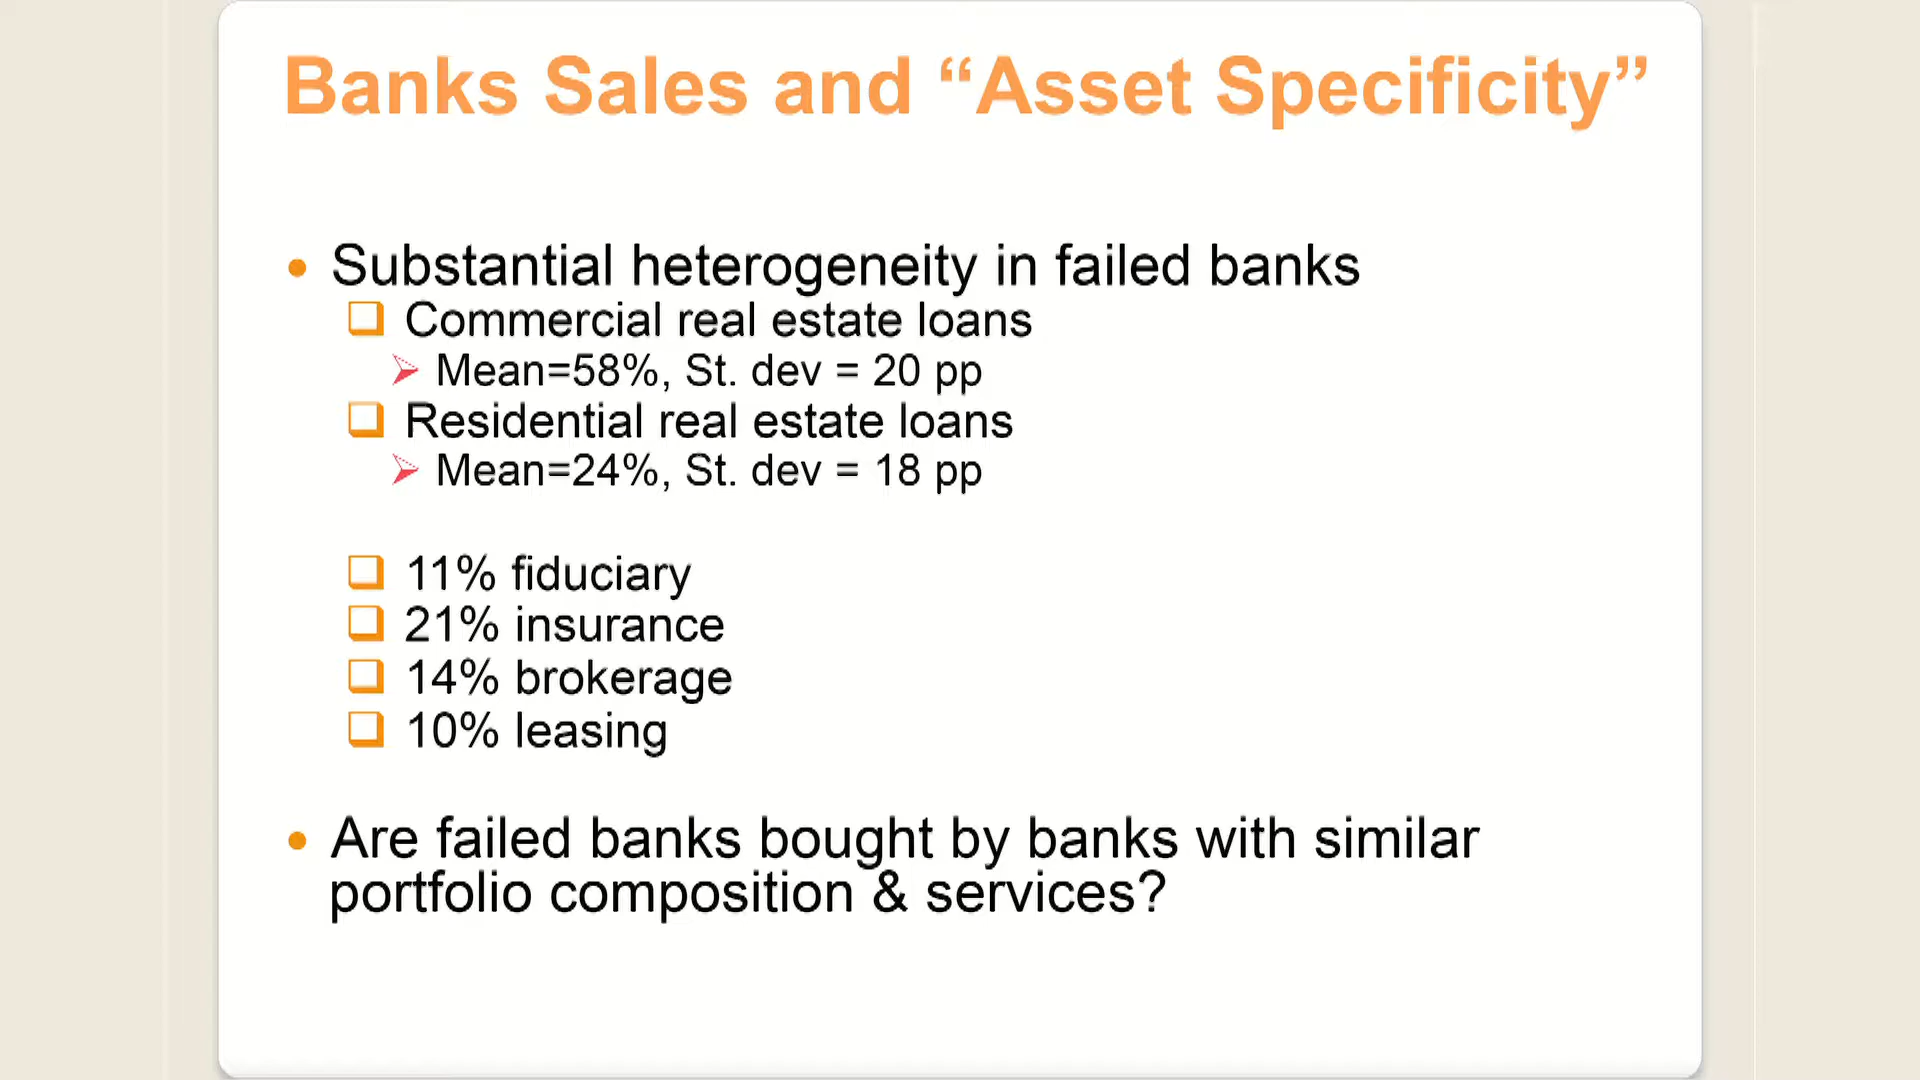 Banks Sales and “Asset Specificity”
• Substantial heterogeneity in failed banks
❑ Commercial real estate loans
➢ Mean=58%, St. dev = 20 pp
❑ Residential real estate loans
➢ Mean=24%, St. dev = 18 pp
❑ 11% fiduciary
❑ 21% insurance
❑ 14% brokerage
❑ 10% leasing
• Are failed banks bought by banks with similar
portfolio composition & services?